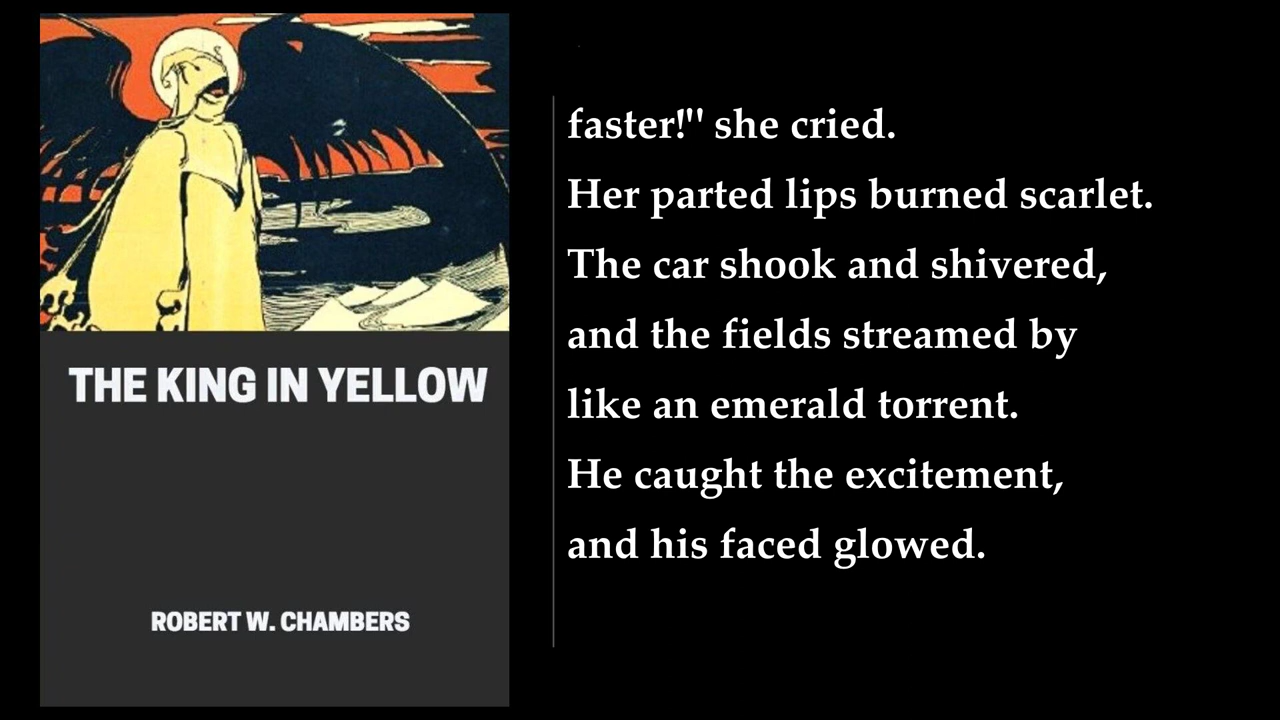 THE KING IN YELLOW
ROBERT W. CHAMBERS
faster!" she cried.
Her parted lips burned scarlet.
The car shook and shivered,
and the fields streamed by
like an emerald torrent.
He caught the excitement,
and his faced glowed.